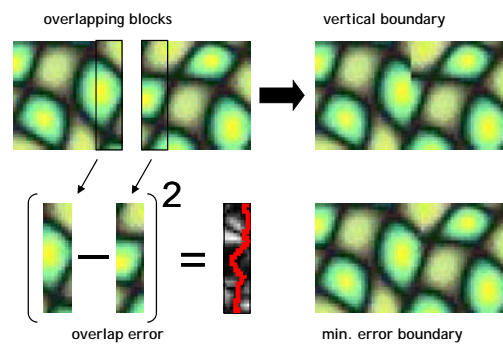 overlapping blocks
vertical boundary
2
( — ) =
overlap error
min. error boundary